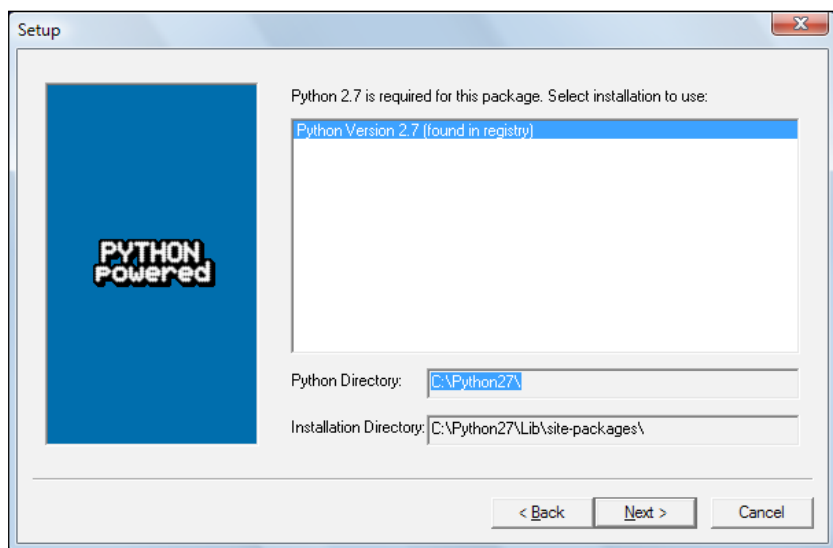 Setup
Python 2.7 is required for this package. Select installation to use:
Python Version 2.7 (found in registry)
PYTHON
powered
Python Directory: C:\Python27\
Installation Directory: C:\Python27\Lib\site-packages\
< Back Next > Cancel